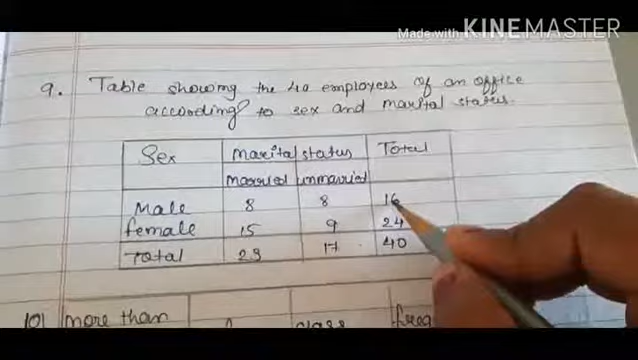 Made with KINEMASTER
9. Table showing the 40 employees of an office
according to sex and marital status.
Sex marital status Total
married unmarried
Male 8 8 16
female 15 9 24
Total 23 17 40
10) more than class freq